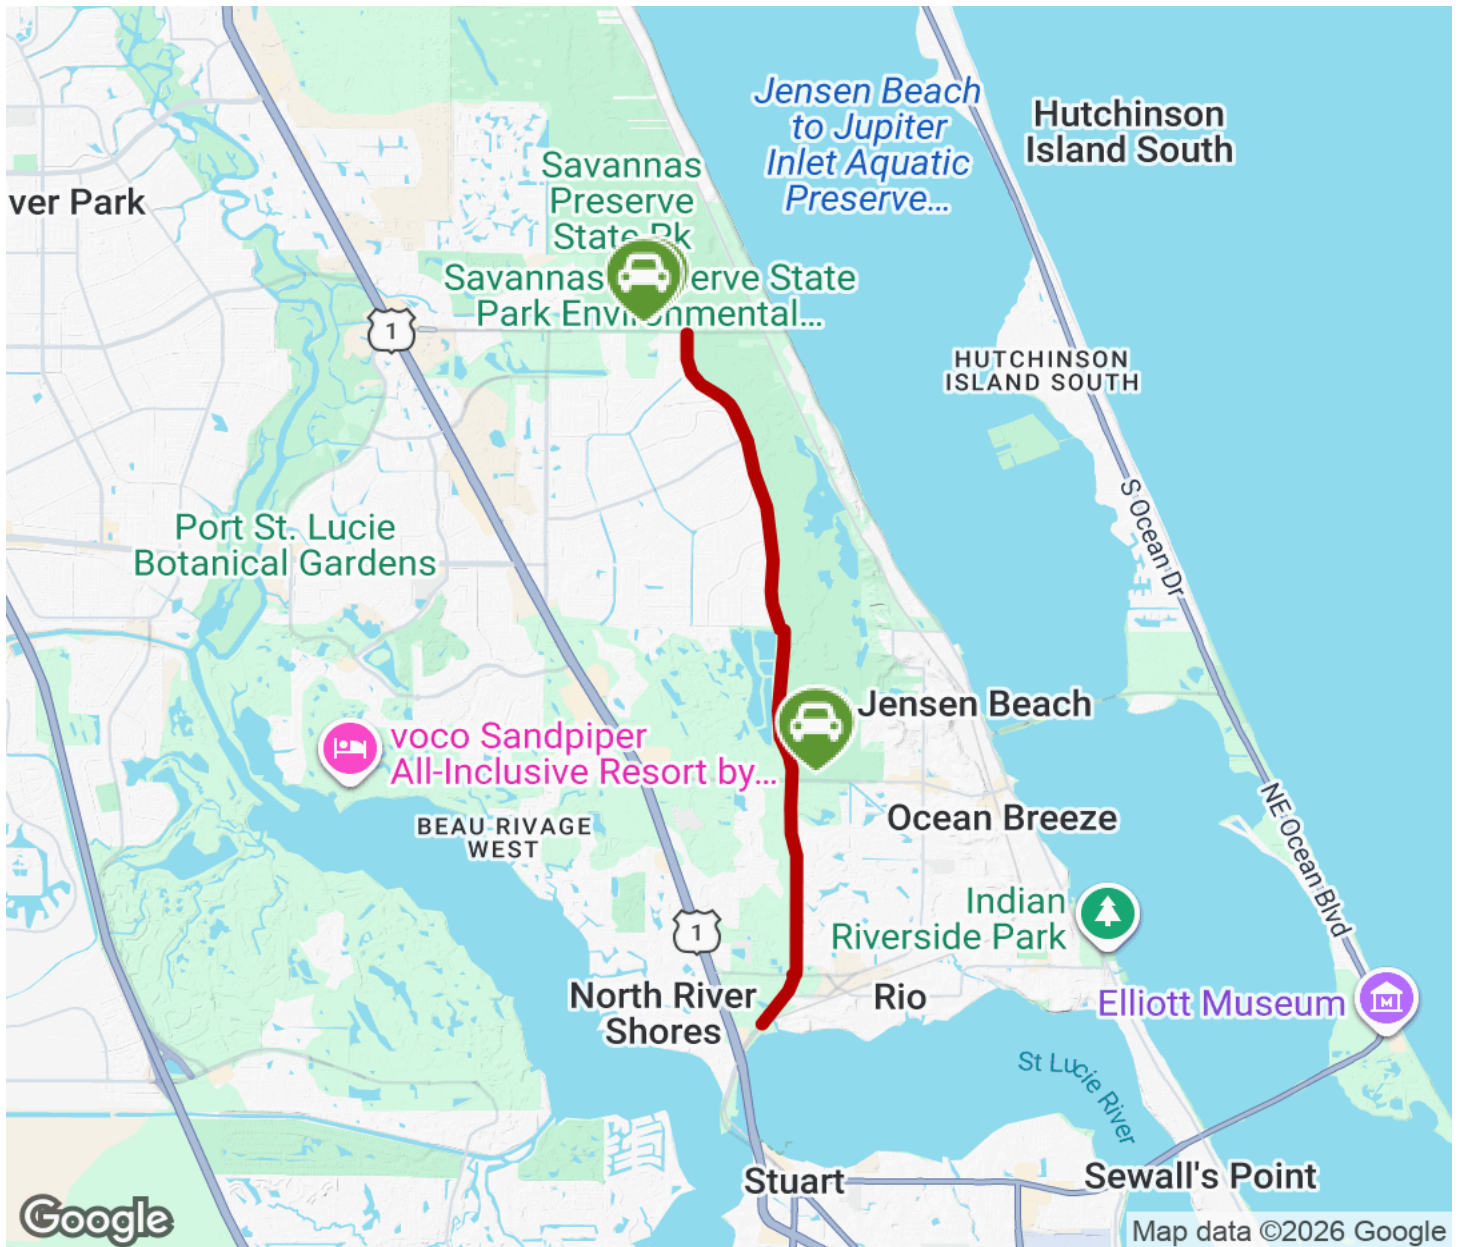 Jensen Beach
to Jupiter
Inlet Aquatic
Preserve...
Hutchinson
Island South
Savannas
Preserve
State Pk
ver Park
Savannas erve State
Park Environmental...
1
HUTCHINSON
ISLAND SOUTH
S Ocean Dr
Port St. Lucie
Botanical Gardens
Jensen Beach
voco Sandpiper
All-Inclusive Resort by...
BEAU RIVAGE
WEST
Ocean Breeze
NE Ocean Blvd
Indian
Riverside Park
1
North River
Shores
Rio
Elliott Museum
St Lucie River
Stuart
Sewall's Point
Google
Map data ©2026 Google